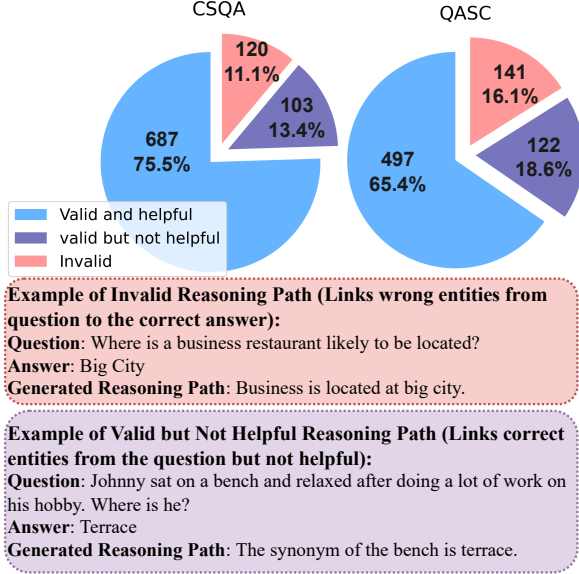 CSQA
QASC
120
11.1%
103
13.4%
687
75.5%
141
16.1%
122
18.6%
497
65.4%
Valid and helpful
valid but not helpful
Invalid
Example of Invalid Reasoning Path (Links wrong entities from
question to the correct answer):
Question: Where is a business restaurant likely to be located?
Answer: Big City
Generated Reasoning Path: Business is located at big city.
Example of Valid but Not Helpful Reasoning Path (Links correct
entities from the question but not helpful):
Question: Johnny sat on a bench and relaxed after doing a lot of work on
his hobby. Where is he?
Answer: Terrace
Generated Reasoning Path: The synonym of the bench is terrace.